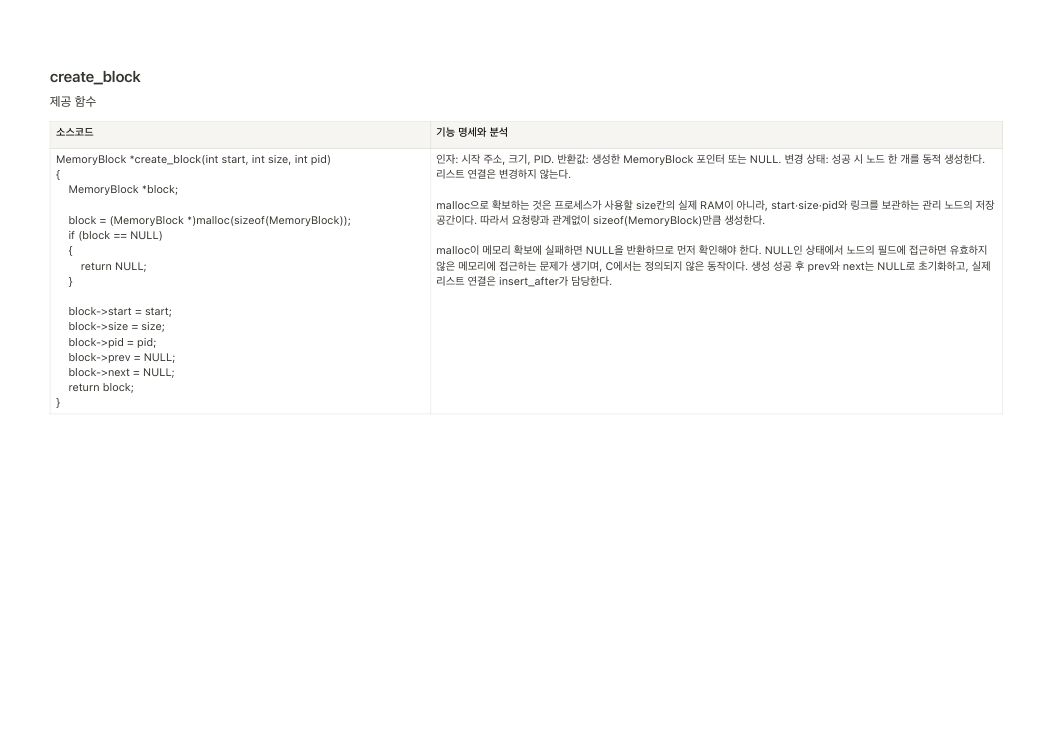 create_block
제공 함수
소스코드
기능 명세와 분석
MemoryBlock *create_block(int start, int size, int pid)
{
    MemoryBlock *block;

    block = (MemoryBlock *)malloc(sizeof(MemoryBlock));
    if (block == NULL)
    {
        return NULL;
    }

    block->start = start;
    block->size = size;
    block->pid = pid;
    block->prev = NULL;
    block->next = NULL;
    return block;
}
인자: 시작 주소, 크기, PID. 반환값: 생성한 MemoryBlock 포인터 또는 NULL. 변경 상태: 성공 시 노드 한 개를 동적 생성한다.
리스트 연결은 변경하지 않는다.

malloc으로 확보하는 것은 프로세스가 사용할 size칸의 실제 RAM이 아니라, start·size·pid와 링크를 보관하는 관리 노드의 저장
공간이다. 따라서 요청량과 관계없이 sizeof(MemoryBlock)만큼 생성한다.

malloc이 메모리 확보에 실패하면 NULL을 반환하므로 먼저 확인해야 한다. NULL인 상태에서 노드의 필드에 접근하면 유효하지
않은 메모리에 접근하는 문제가 생기며, C에서는 정의되지 않은 동작이다. 생성 성공 후 prev와 next는 NULL로 초기화하고, 실제
리스트 연결은 insert_after가 담당한다.